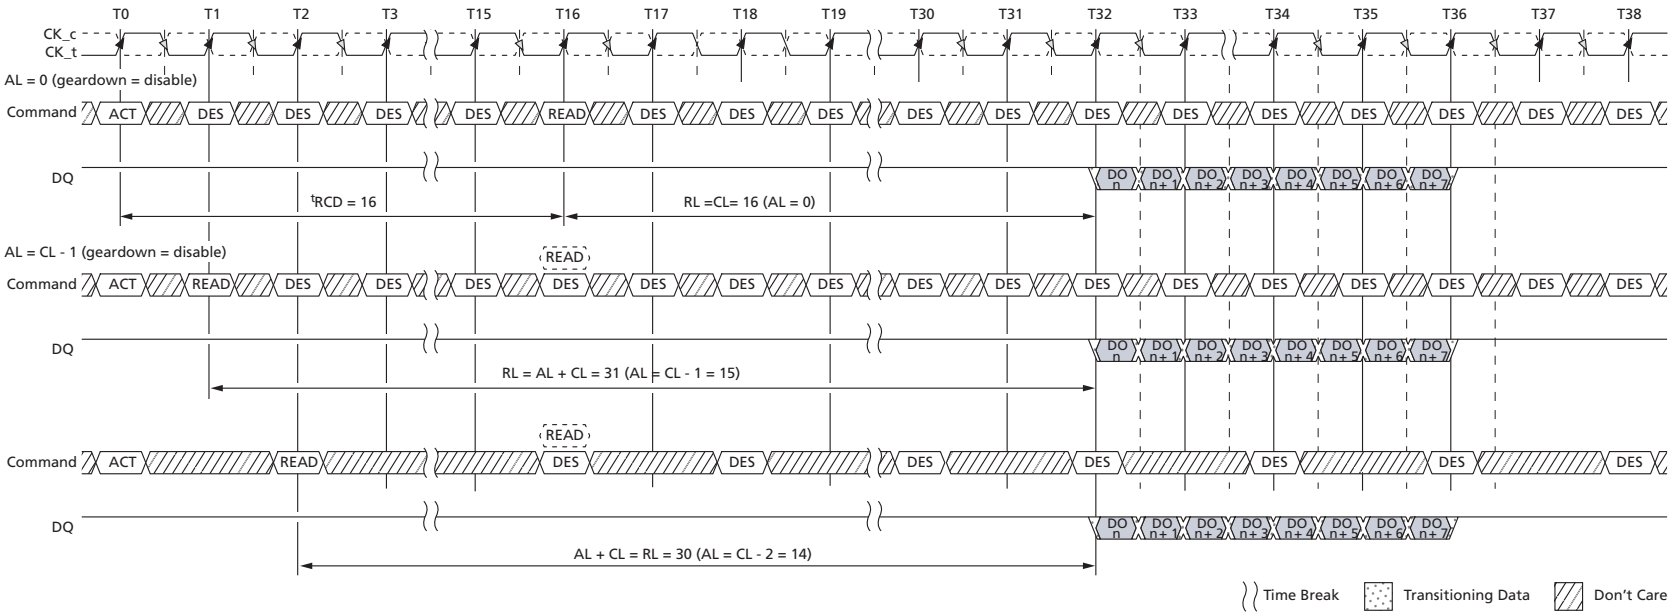 T0 T1 T2 T3 T15 T16 T17 T18 T19 T30 T31 T32 T33 T34 T35 T36 T37 T38
CK_c
CK_t
AL = 0 (geardown = disable)
Command ACT DES DES DES DES READ DES DES DES DES DES DES DES DES DES DES DES DES
DQ DO n DO n + 1 DO n + 2 DO n + 3 DO n + 4 DO n + 5 DO n + 6 DO n + 7
tRCD = 16 RL =CL= 16 (AL = 0)
AL = CL - 1 (geardown = disable)
READ
Command ACT READ DES DES DES DES DES DES DES DES DES DES DES DES DES DES DES DES
DQ DO n DO n + 1 DO n + 2 DO n + 3 DO n + 4 DO n + 5 DO n + 6 DO n + 7
RL = AL + CL = 31 (AL = CL - 1 = 15)
READ
Command ACT READ DES DES DES DES DES DES DES
DQ DO n DO n + 1 DO n + 2 DO n + 3 DO n + 4 DO n + 5 DO n + 6 DO n + 7
AL + CL = RL = 30 (AL = CL - 2 = 14)
Time Break Transitioning Data Don't Care